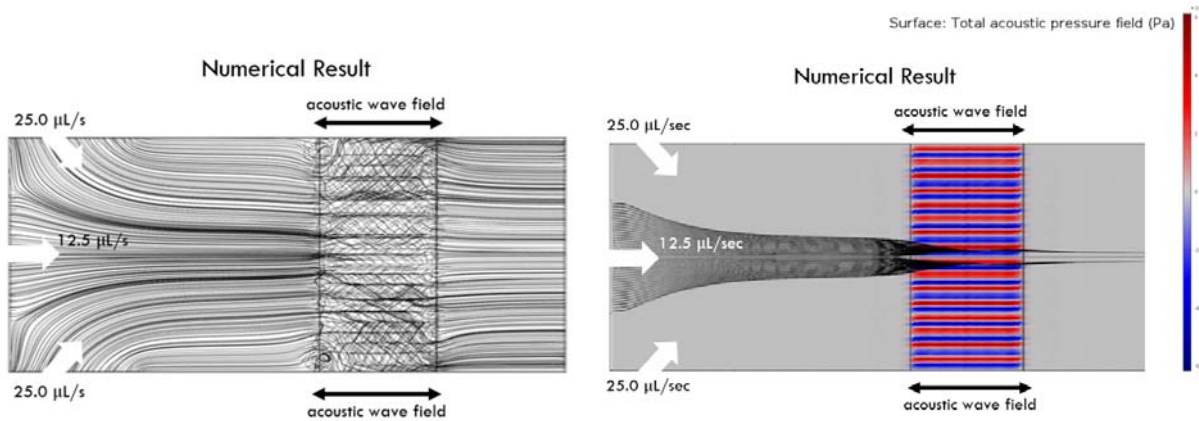 Numerical Result
acoustic wave field
25.0 μL/s
12.5 μL/s
25.0 μL/s
acoustic wave field
Surface: Total acoustic pressure field (Pa)
Numerical Result
acoustic wave field
25.0 μL/sec
12.5 μL/sec
25.0 μL/sec
acoustic wave field